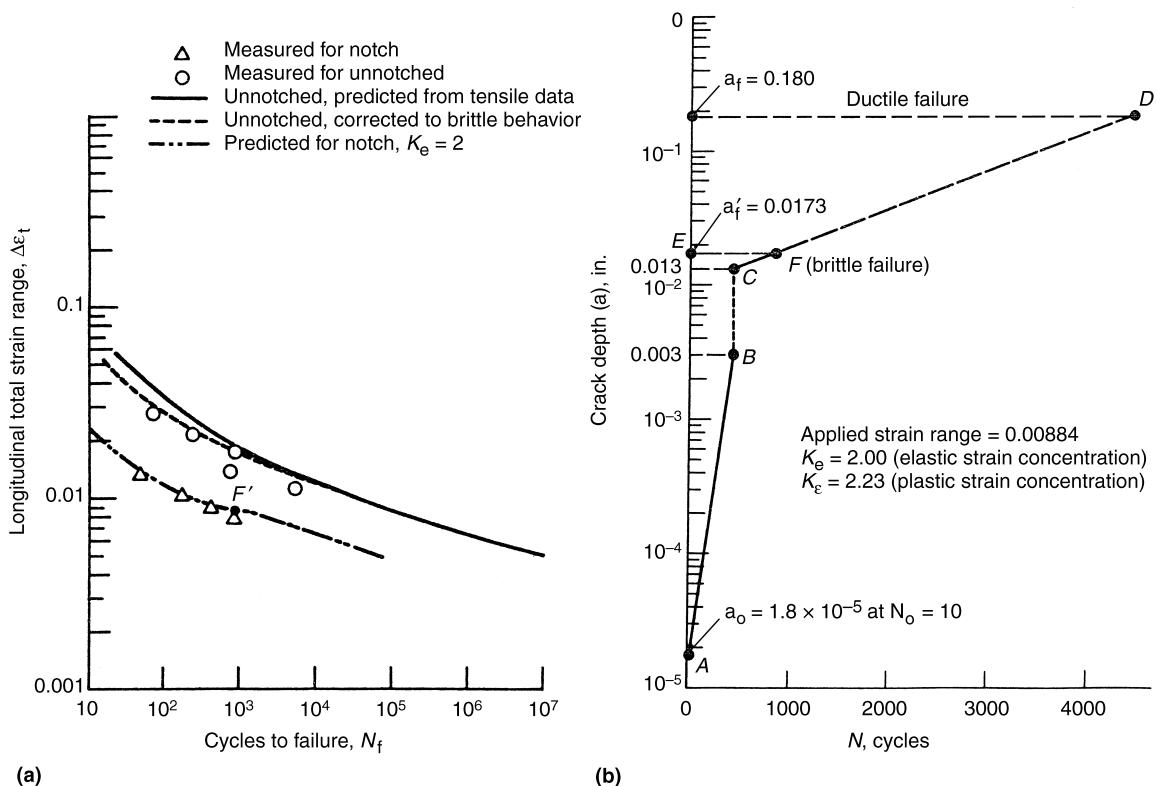 Measured for notch
Measured for unnotched
Unnotched, predicted from tensile data
Unnotched, corrected to brittle behavior
Predicted for notch, Kₑ = 2
Longitudinal total strain range, Δεₜ
0.1
0.01
0.001
F′
10
10²
10³
10⁴
10⁵
10⁶
10⁷
Cycles to failure, N_f
(a)
Crack depth (a), in.
0
10⁻¹
0.013
10⁻²
0.003
10⁻³
10⁻⁴
10⁻⁵
a_f = 0.180
Ductile failure
D
a′_f = 0.0173
E
F (brittle failure)
C
B
Applied strain range = 0.00884
Kₑ = 2.00 (elastic strain concentration)
K_ε = 2.23 (plastic strain concentration)
aₒ = 1.8 × 10⁻⁵ at Nₒ = 10
A
0
1000
2000
3000
4000
N, cycles
(b)